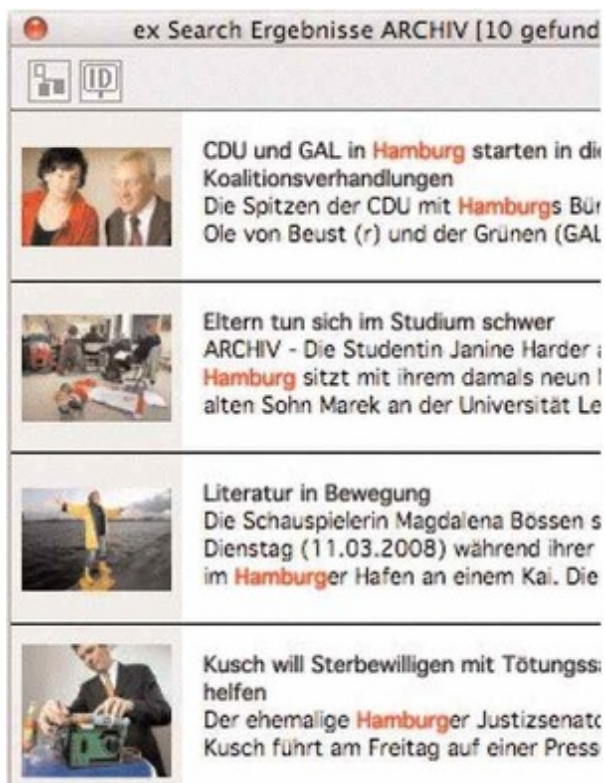 ex Search Ergebnisse ARCHIV [10 gefund
ID
CDU und GAL in Hamburg starten in die
Koalitionsverhandlungen
Die Spitzen der CDU mit Hamburgs Bür
Ole von Beust (r) und der Grünen (GAL
Eltern tun sich im Studium schwer
ARCHIV - Die Studentin Janine Harder
Hamburg sitzt mit ihrem damals neun
alten Sohn Marek an der Universität Le
Literatur in Bewegung
Die Schauspielerin Magdalena Bössen s
Dienstag (11.03.2008) während ihrer
im Hamburger Hafen an einem Kai. Die
Kusch will Sterbewilligen mit Tötungss
helfen
Der ehemalige Hamburger Justizsenato
Kusch führt am Freitag auf einer Press